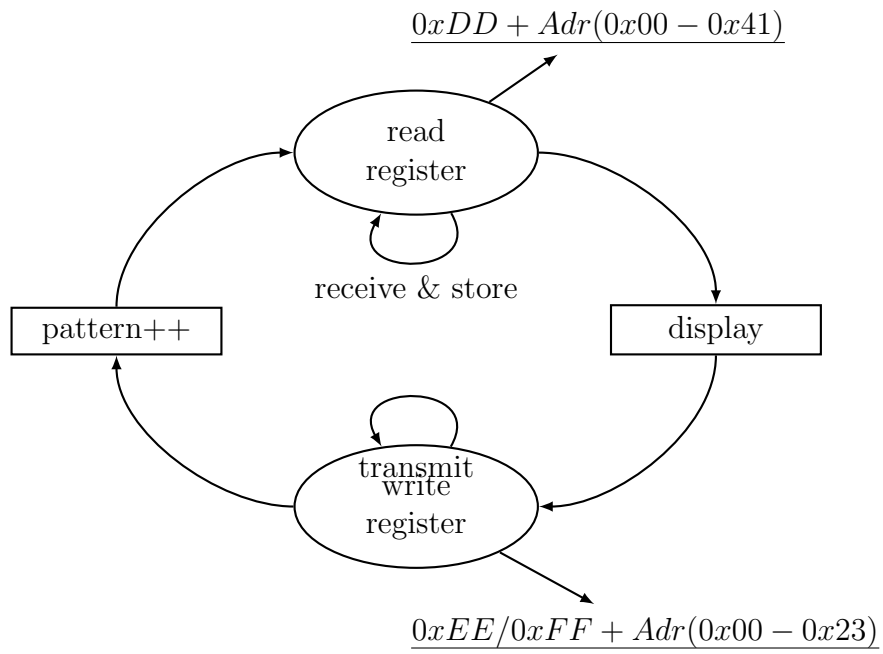 0xDD + Adr(0x00 − 0x41)
read
register
receive & store
pattern++
display
transmit
write
register
0xEE/0xFF + Adr(0x00 − 0x23)